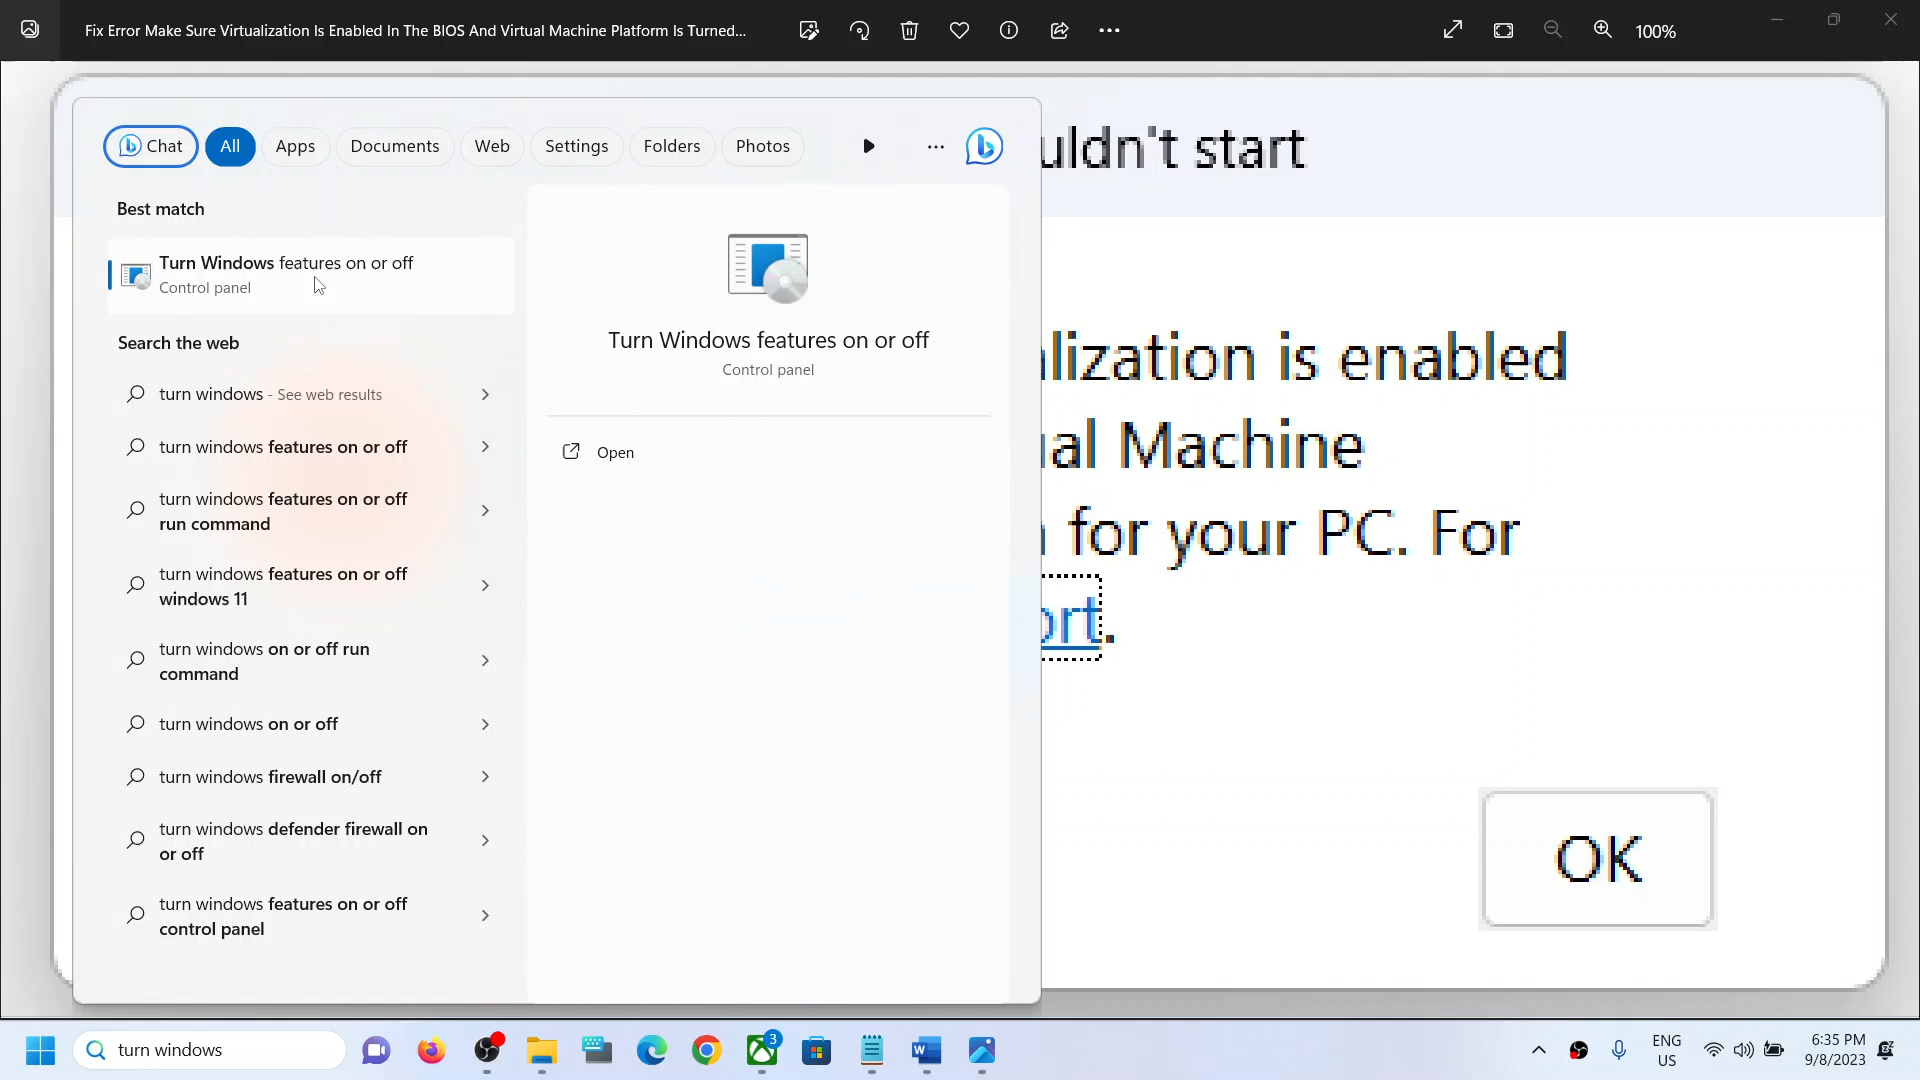 Fix Error Make Sure Virtualization Is Enabled In The BIOS And Virtual Machine Platform Is Turned...
100%
Chat
All
Apps
Documents
Web
Settings
Folders
Photos
uldn't start
Best match
Turn Windows features on or off
Control panel
Search the web
turn windows - See web results
turn windows features on or off
turn windows features on or off
run command
turn windows features on or off
windows 11
turn windows on or off run
command
turn windows on or off
turn windows firewall on/off
turn windows defender firewall on
or off
turn windows features on or off
control panel
Turn Windows features on or off
Control panel
Open
lization is enabled
al Machine
for your PC. For
ort.
OK
turn windows
3
ENG
US
6:35 PM
9/8/2023